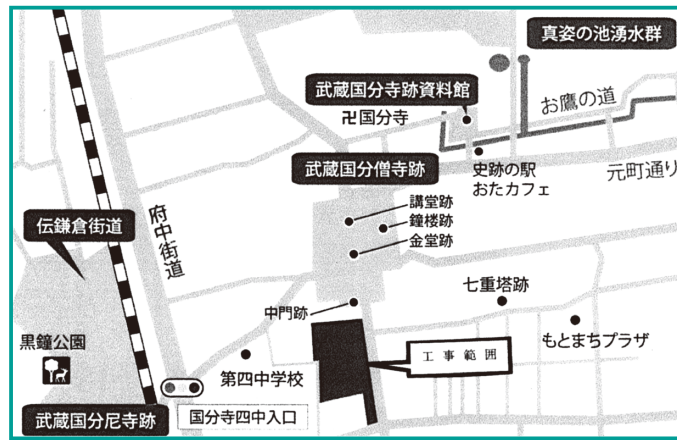 真姿の池湧水群
武蔵国分寺跡資料館
卍国分寺
お鷹の道
武蔵国分僧寺跡
史跡の駅
おたカフェ
元町通り
講堂跡
鐘楼跡
金堂跡
伝鎌倉街道
府中街道
七重塔跡
中門跡
もとまちプラザ
黒鐘公園
工事範囲
第四中学校
国分寺四中入口
武蔵国分尼寺跡